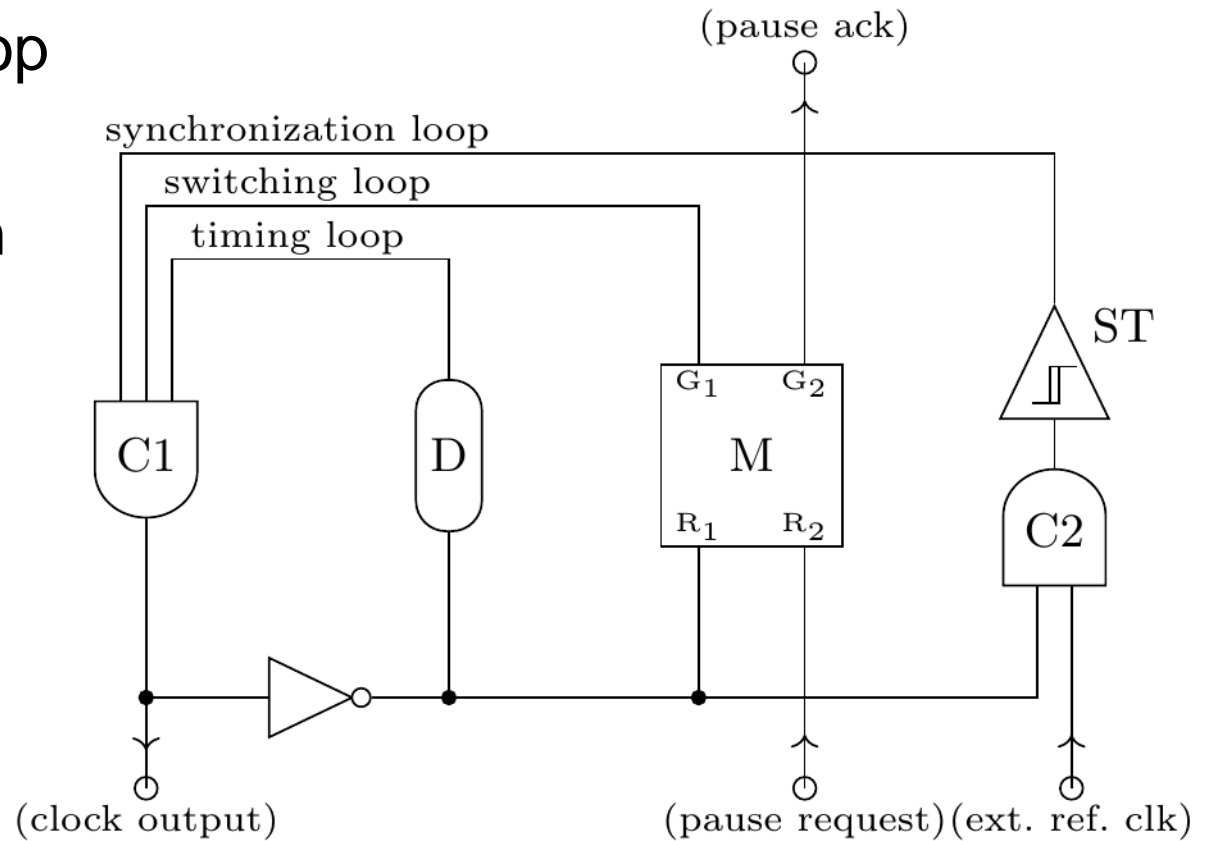 (pause ack)
op
synchronization loop
switching loop
timing loop
ST
G1 G2
C1
D
M
C2
R1 R2
(clock output)
(pause request)
(ext. ref. clk)